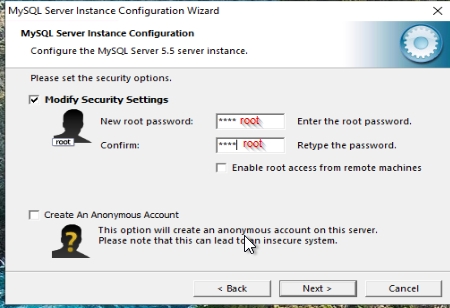 MySQL Server Instance Configuration Wizard
MySQL Server Instance Configuration
Configure the MySQL Server 5.5 server instance.
Please set the security options.
Modify Security Settings
New root password: **** root Enter the root password.
root
Confirm: **** root Retype the password.
Enable root access from remote machines
Create An Anonymous Account
This option will create an anonymous account on this server.
Please note that this can lead to an insecure system.
< Back Next > Cancel